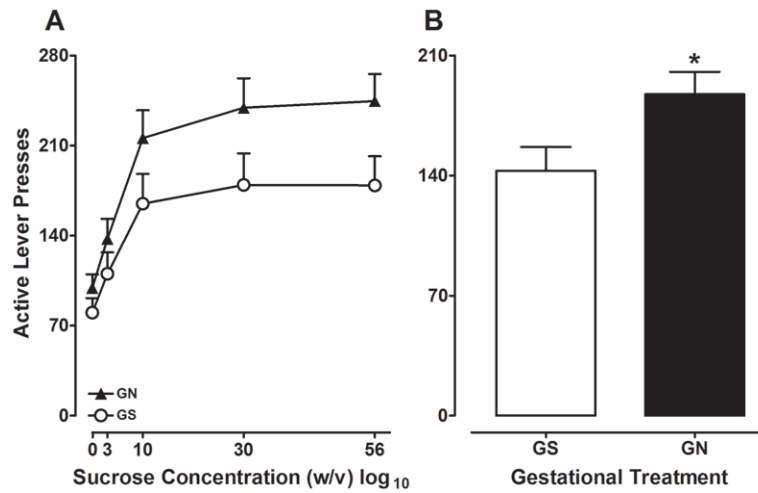 A
B
280
210
140
70
0
Active Lever Presses
GN
GS
0 3 10 30 56
Sucrose Concentration (w/v) log10
210
140
70
0
*
GS GN
Gestational Treatment